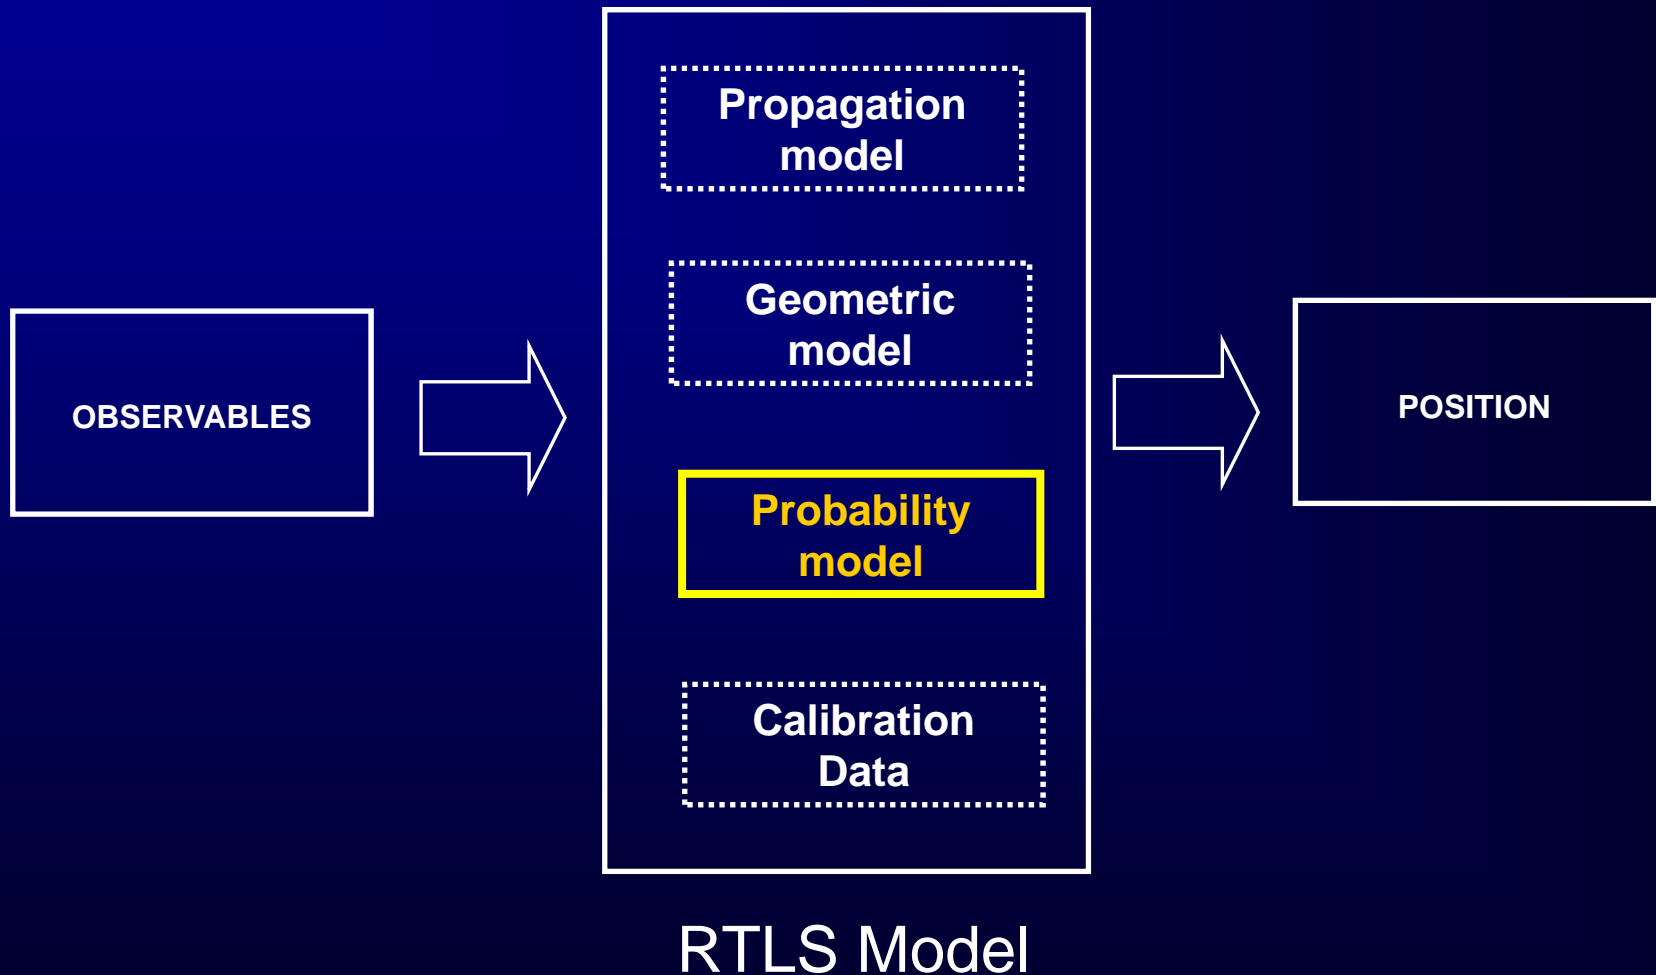 Propagation
model
Geometric
model
OBSERVABLES
POSITION
Probability
model
Calibration
Data
RTLS Model